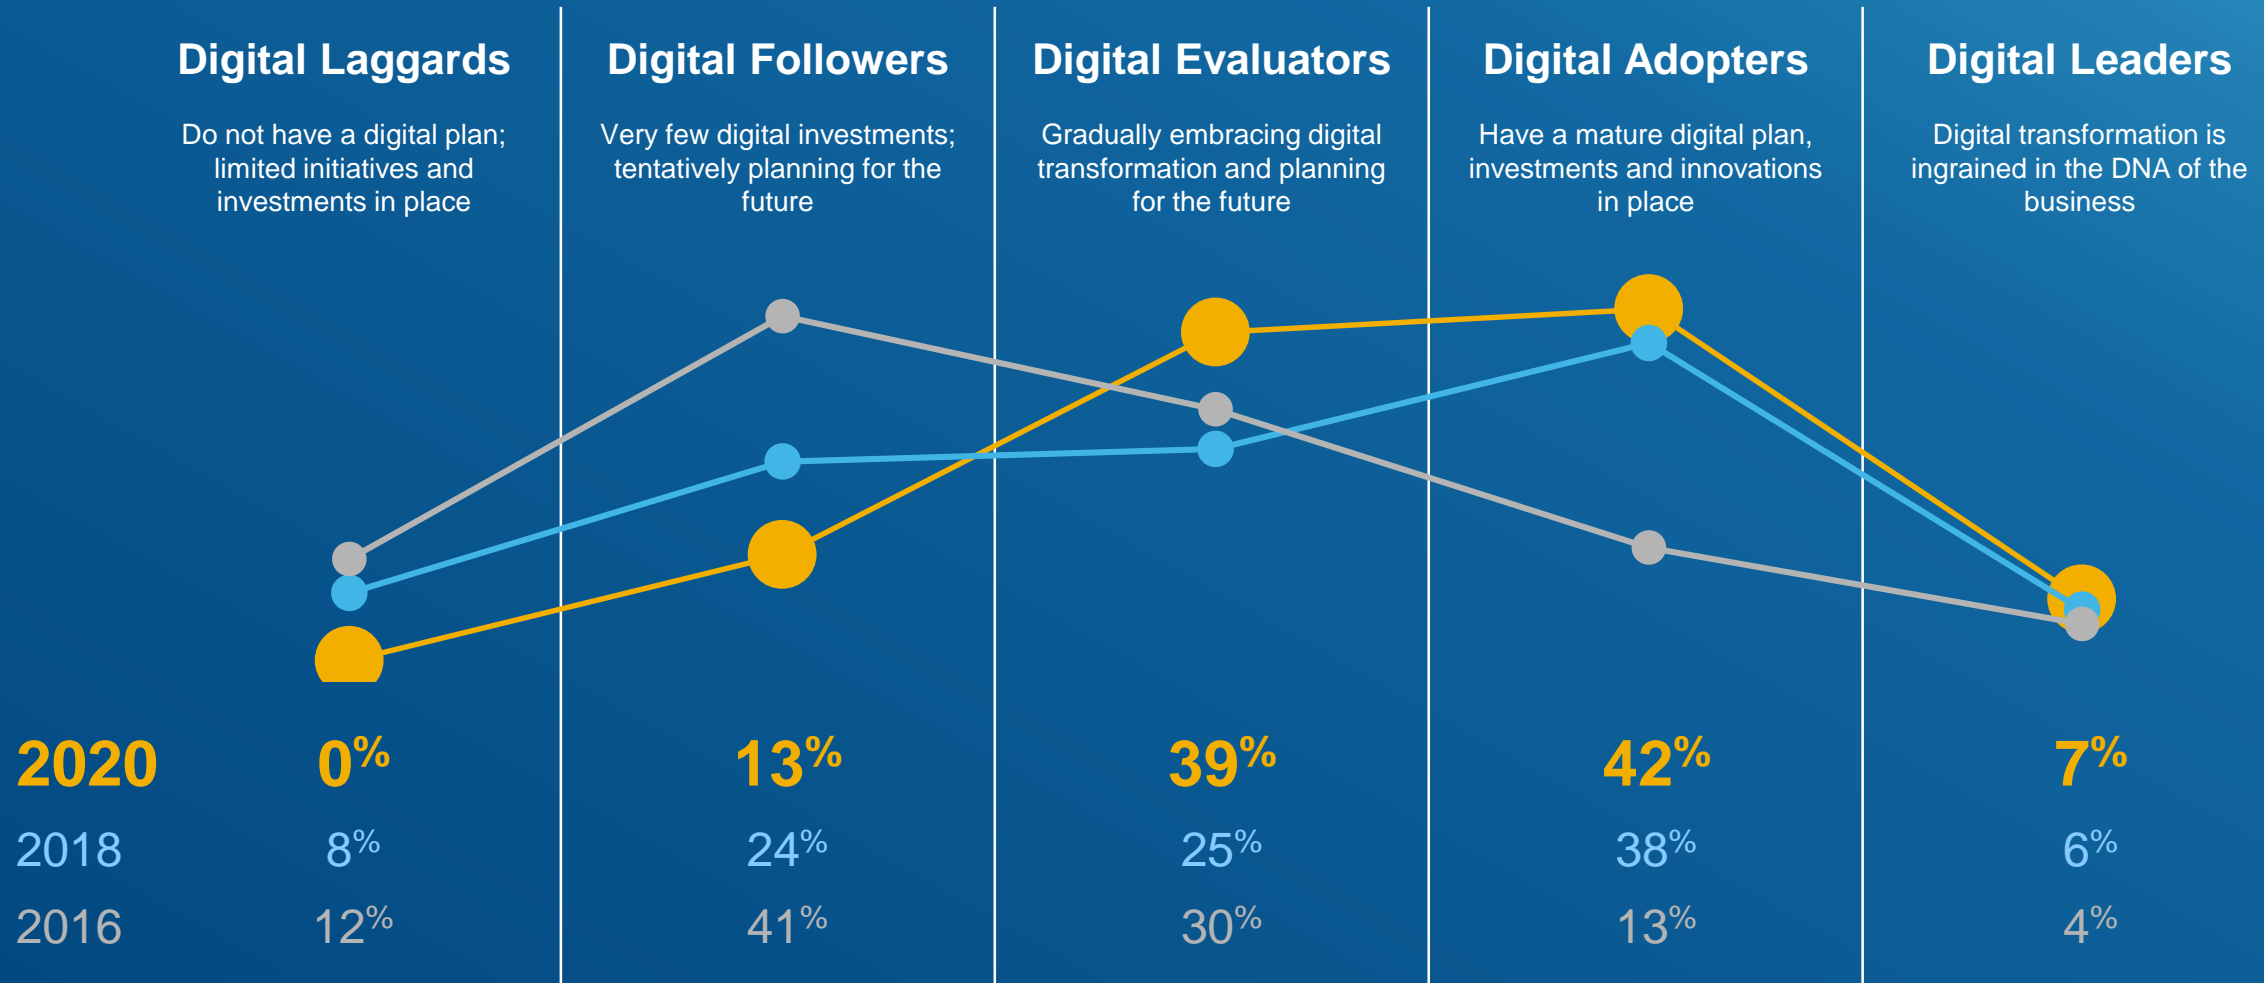 Digital Laggards
Do not have a digital plan;
limited initiatives and
investments in place
Digital Followers
Very few digital investments;
tentatively planning for the
future
Digital Evaluators
Gradually embracing digital
transformation and planning
for the future
Digital Adopters
Have a mature digital plan,
investments and innovations
in place
Digital Leaders
Digital transformation is
ingrained in the DNA of the
business
2020 0% 13% 39% 42% 7%
2018 8% 24% 25% 38% 6%
2016 12% 41% 30% 13% 4%